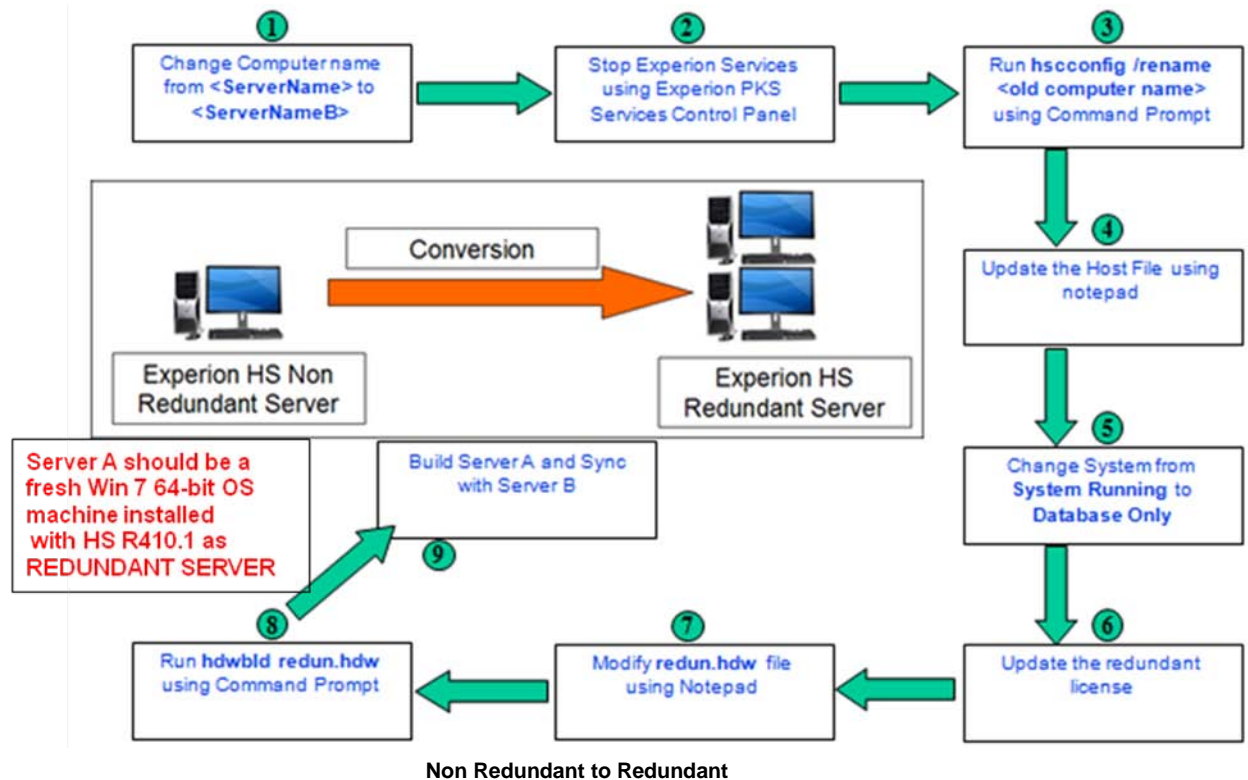 1
Change Computer name
from <ServerName> to
<ServerNameB>
2
Stop Experion Services
using Experion PKS
Services Control Panel
3
Run hscconfig /rename
<old computer name>
using Command Prompt
4
Update the Host File using
notepad
Conversion
Experion HS Non
Redundant Server
Experion HS
Redundant Server
5
Change System from
System Running to
Database Only
6
Update the redundant
license
7
Modify redun.hdw file
using Notepad
8
Run hdwbld redun.hdw
using Command Prompt
9
Build Server A and Sync
with Server B
Server A should be a
fresh Win 7 64-bit OS
machine installed
with HS R410.1 as
REDUNDANT SERVER
Non Redundant to Redundant